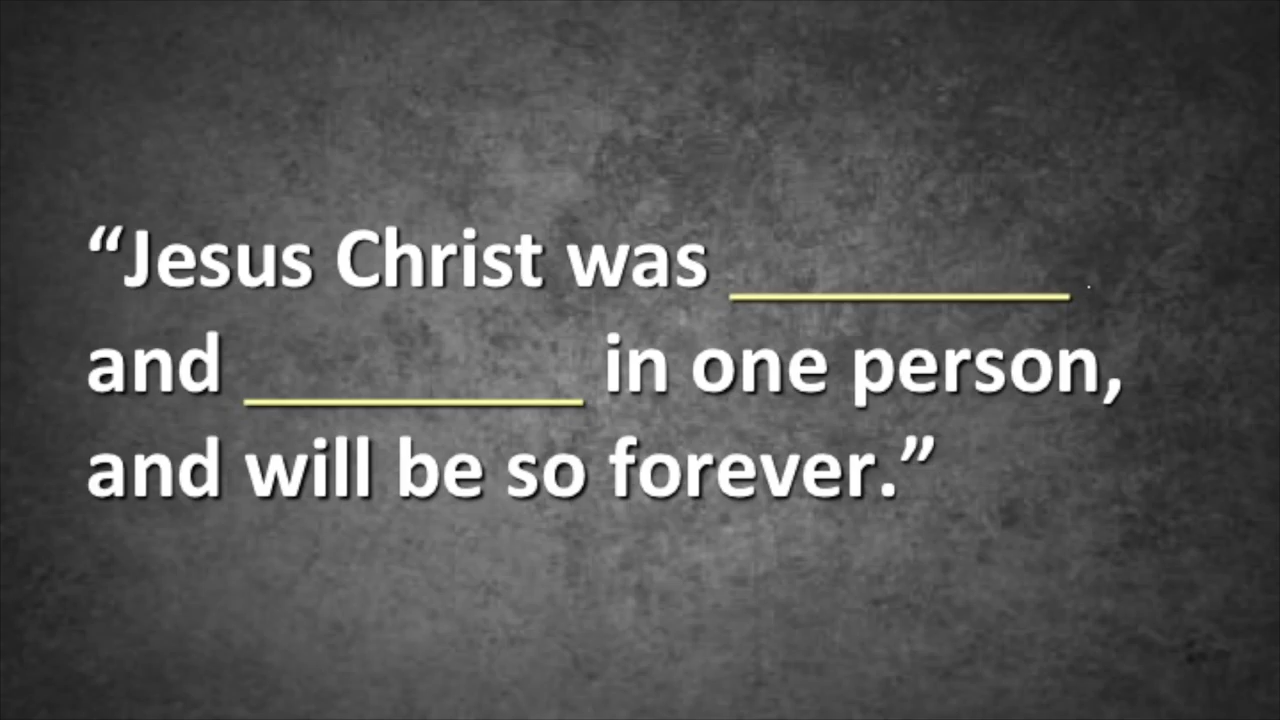 “Jesus Christ was __________
and __________ in one person,
and will be so forever.”